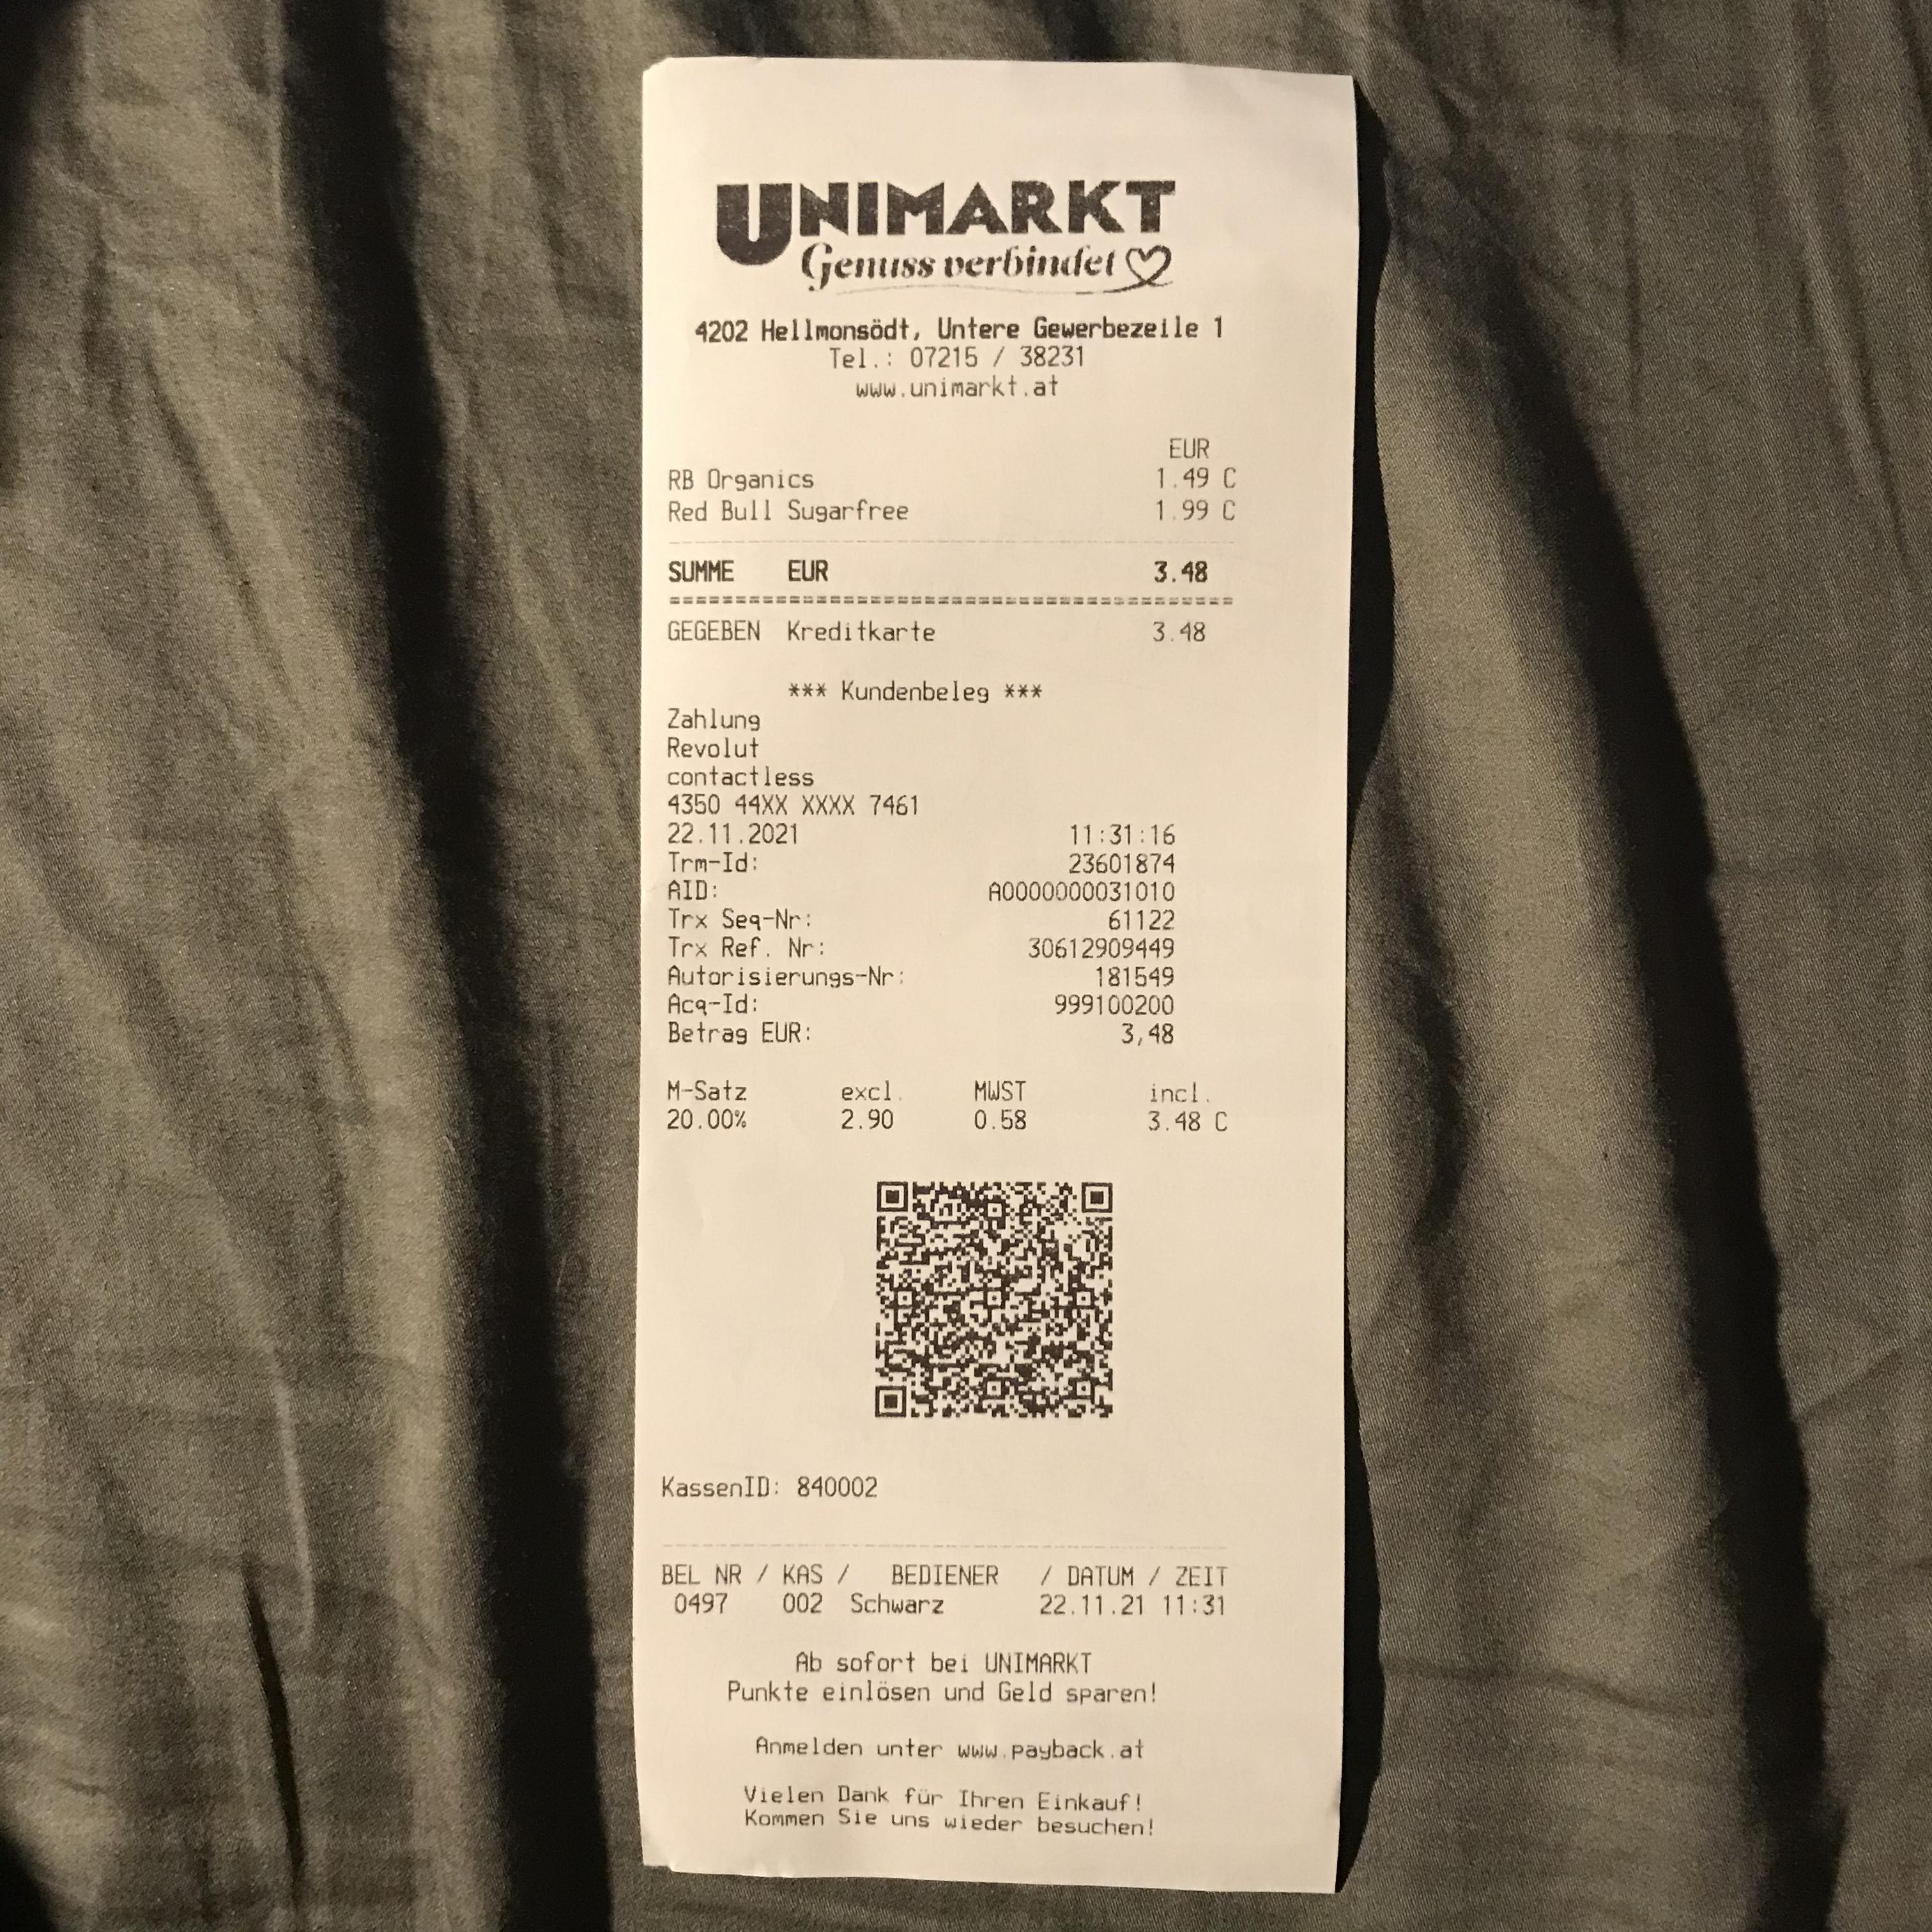 UNIMARKT
Genuss verbindet
4202 Hellmonsödt, Untere Gewerbezeile 1
Tel.: 07215 / 38231
www.unimarkt.at
EUR
RB Organics 1.49 C
Red Bull Sugarfree 1.99 C
SUMME EUR 3.48
GEGEBEN Kreditkarte 3.48
*** Kundenbeleg ***
Zahlung
Revolut
contactless
4350 44XX XXXX 7461
22.11.2021 11:31:16
Trm-Id: 23601874
AID: A0000000031010
Trx Seq-Nr: 61122
Trx Ref. Nr: 30612909449
Autorisierungs-Nr: 181549
Acq-Id: 999100200
Betrag EUR: 3,48
M-Satz excl. MWST incl.
20.00% 2.90 0.58 3.48 C
KassenID: 840002
BEL NR / KAS / BEDIENER / DATUM / ZEIT
0497 002 Schwarz 22.11.21 11:31
Ab sofort bei UNIMARKT
Punkte einlösen und Geld sparen!
Anmelden unter www.payback.at
Vielen Dank für Ihren Einkauf!
Kommen Sie uns wieder besuchen!